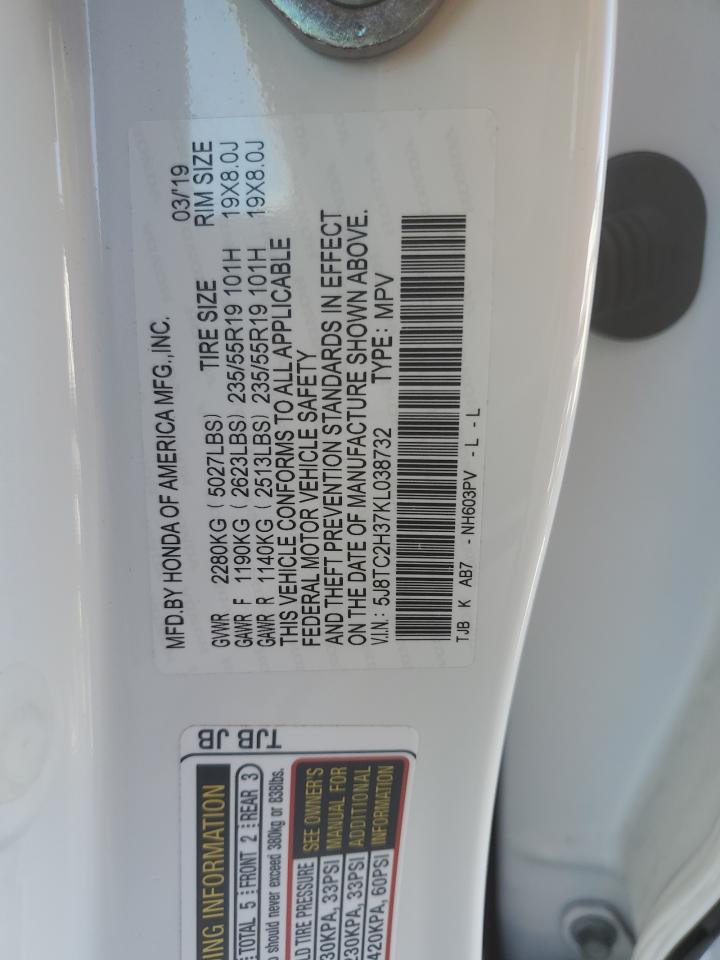 MFD.BY HONDA OF AMERICA MFG.,INC. 03/'19
GVWR 2280KG (5027LBS) TIRE SIZE RIM SIZE
GAWR F 1190KG (2623LBS) 235/55R19 101H 19X8.0J
GAWR R 1140KG (2513LBS) 235/55R19 101H 19X8.0J
THIS VEHICLE CONFORMS TO ALL APPLICABLE
FEDERAL MOTOR VEHICLE SAFETY
AND THEFT PREVENTION STANDARDS IN EFFECT
ON THE DATE OF MANUFACTURE SHOWN ABOVE.
V.I.N.: 5J8TC2H37KL038732 TYPE: MPV
TJB K AB7 - NH603PV - L - L
TJB JB
INFORMATION
TOTAL 5 FRONT 2 REAR 3
should never exceed 380kg or 838lbs.
TIRE PRESSURE SEE OWNER'S
33PSI MANUAL FOR
230KPA, 33PSI ADDITIONAL
420KPA, 60PSI INFORMATION